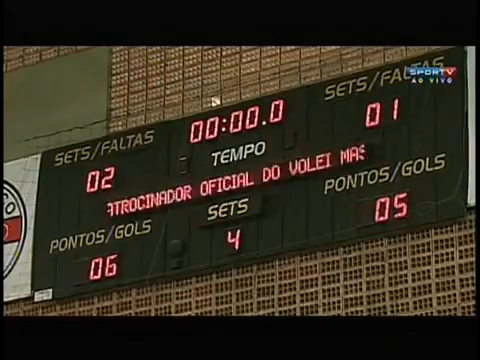 SPORTV
AO VIVO
SETS/FALTAS
02
00:00.0
TEMPO
SETS/FALTAS
01
ATROCINADOR OFICIAL DO VOLEI MAS
PONTOS/GOLS
06
SETS
4
PONTOS/GOLS
05